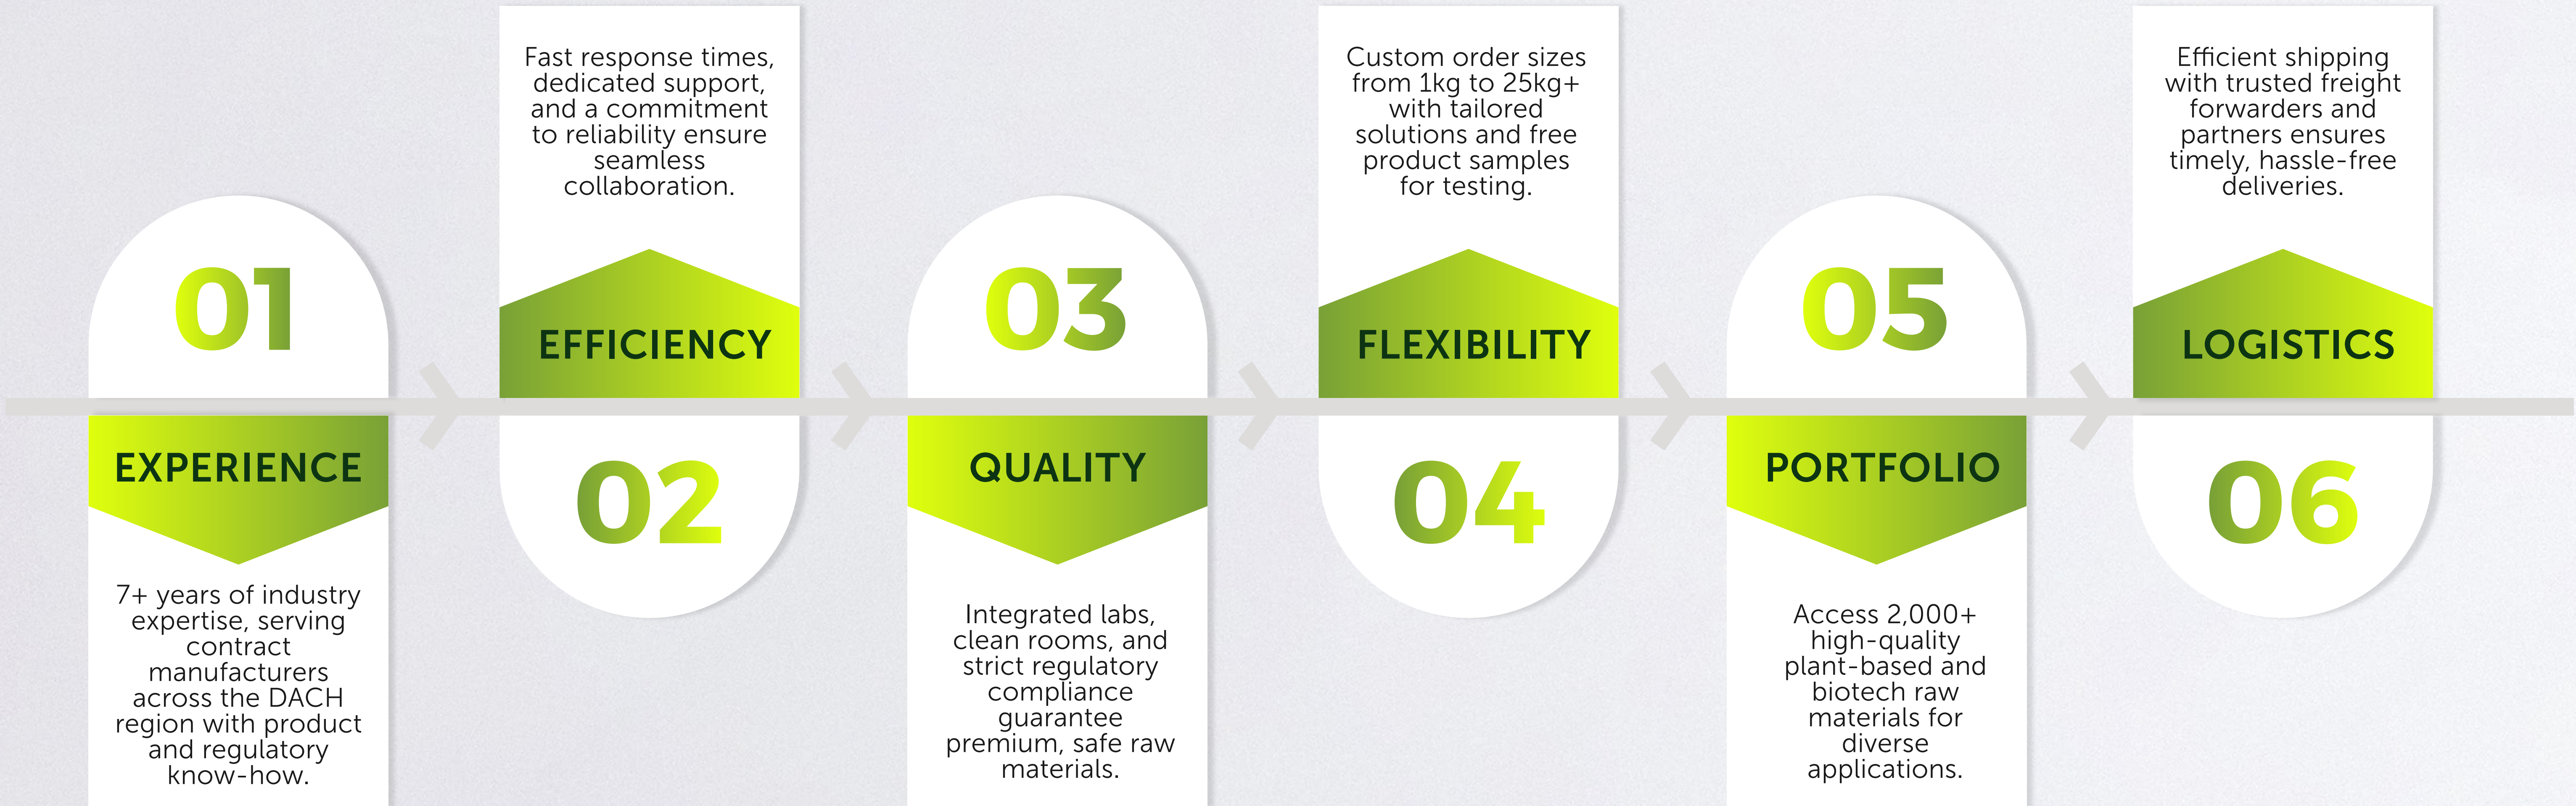 01
EXPERIENCE
7+ years of industry
expertise, serving
contract
manufacturers
across the DACH
region with product
and regulatory
know-how.
Fast response times,
dedicated support,
and a commitment
to reliability ensure
seamless
collaboration.
EFFICIENCY
02
03
QUALITY
Integrated labs,
clean rooms, and
strict regulatory
compliance
guarantee
premium, safe raw
materials.
Custom order sizes
from 1kg to 25kg+
with tailored
solutions and free
product samples
for testing.
FLEXIBILITY
04
05
PORTFOLIO
Access 2,000+
high-quality
plant-based and
biotech raw
materials for
diverse
applications.
Efficient shipping
with trusted freight
forwarders and
partners ensures
timely, hassle-free
deliveries.
LOGISTICS
06